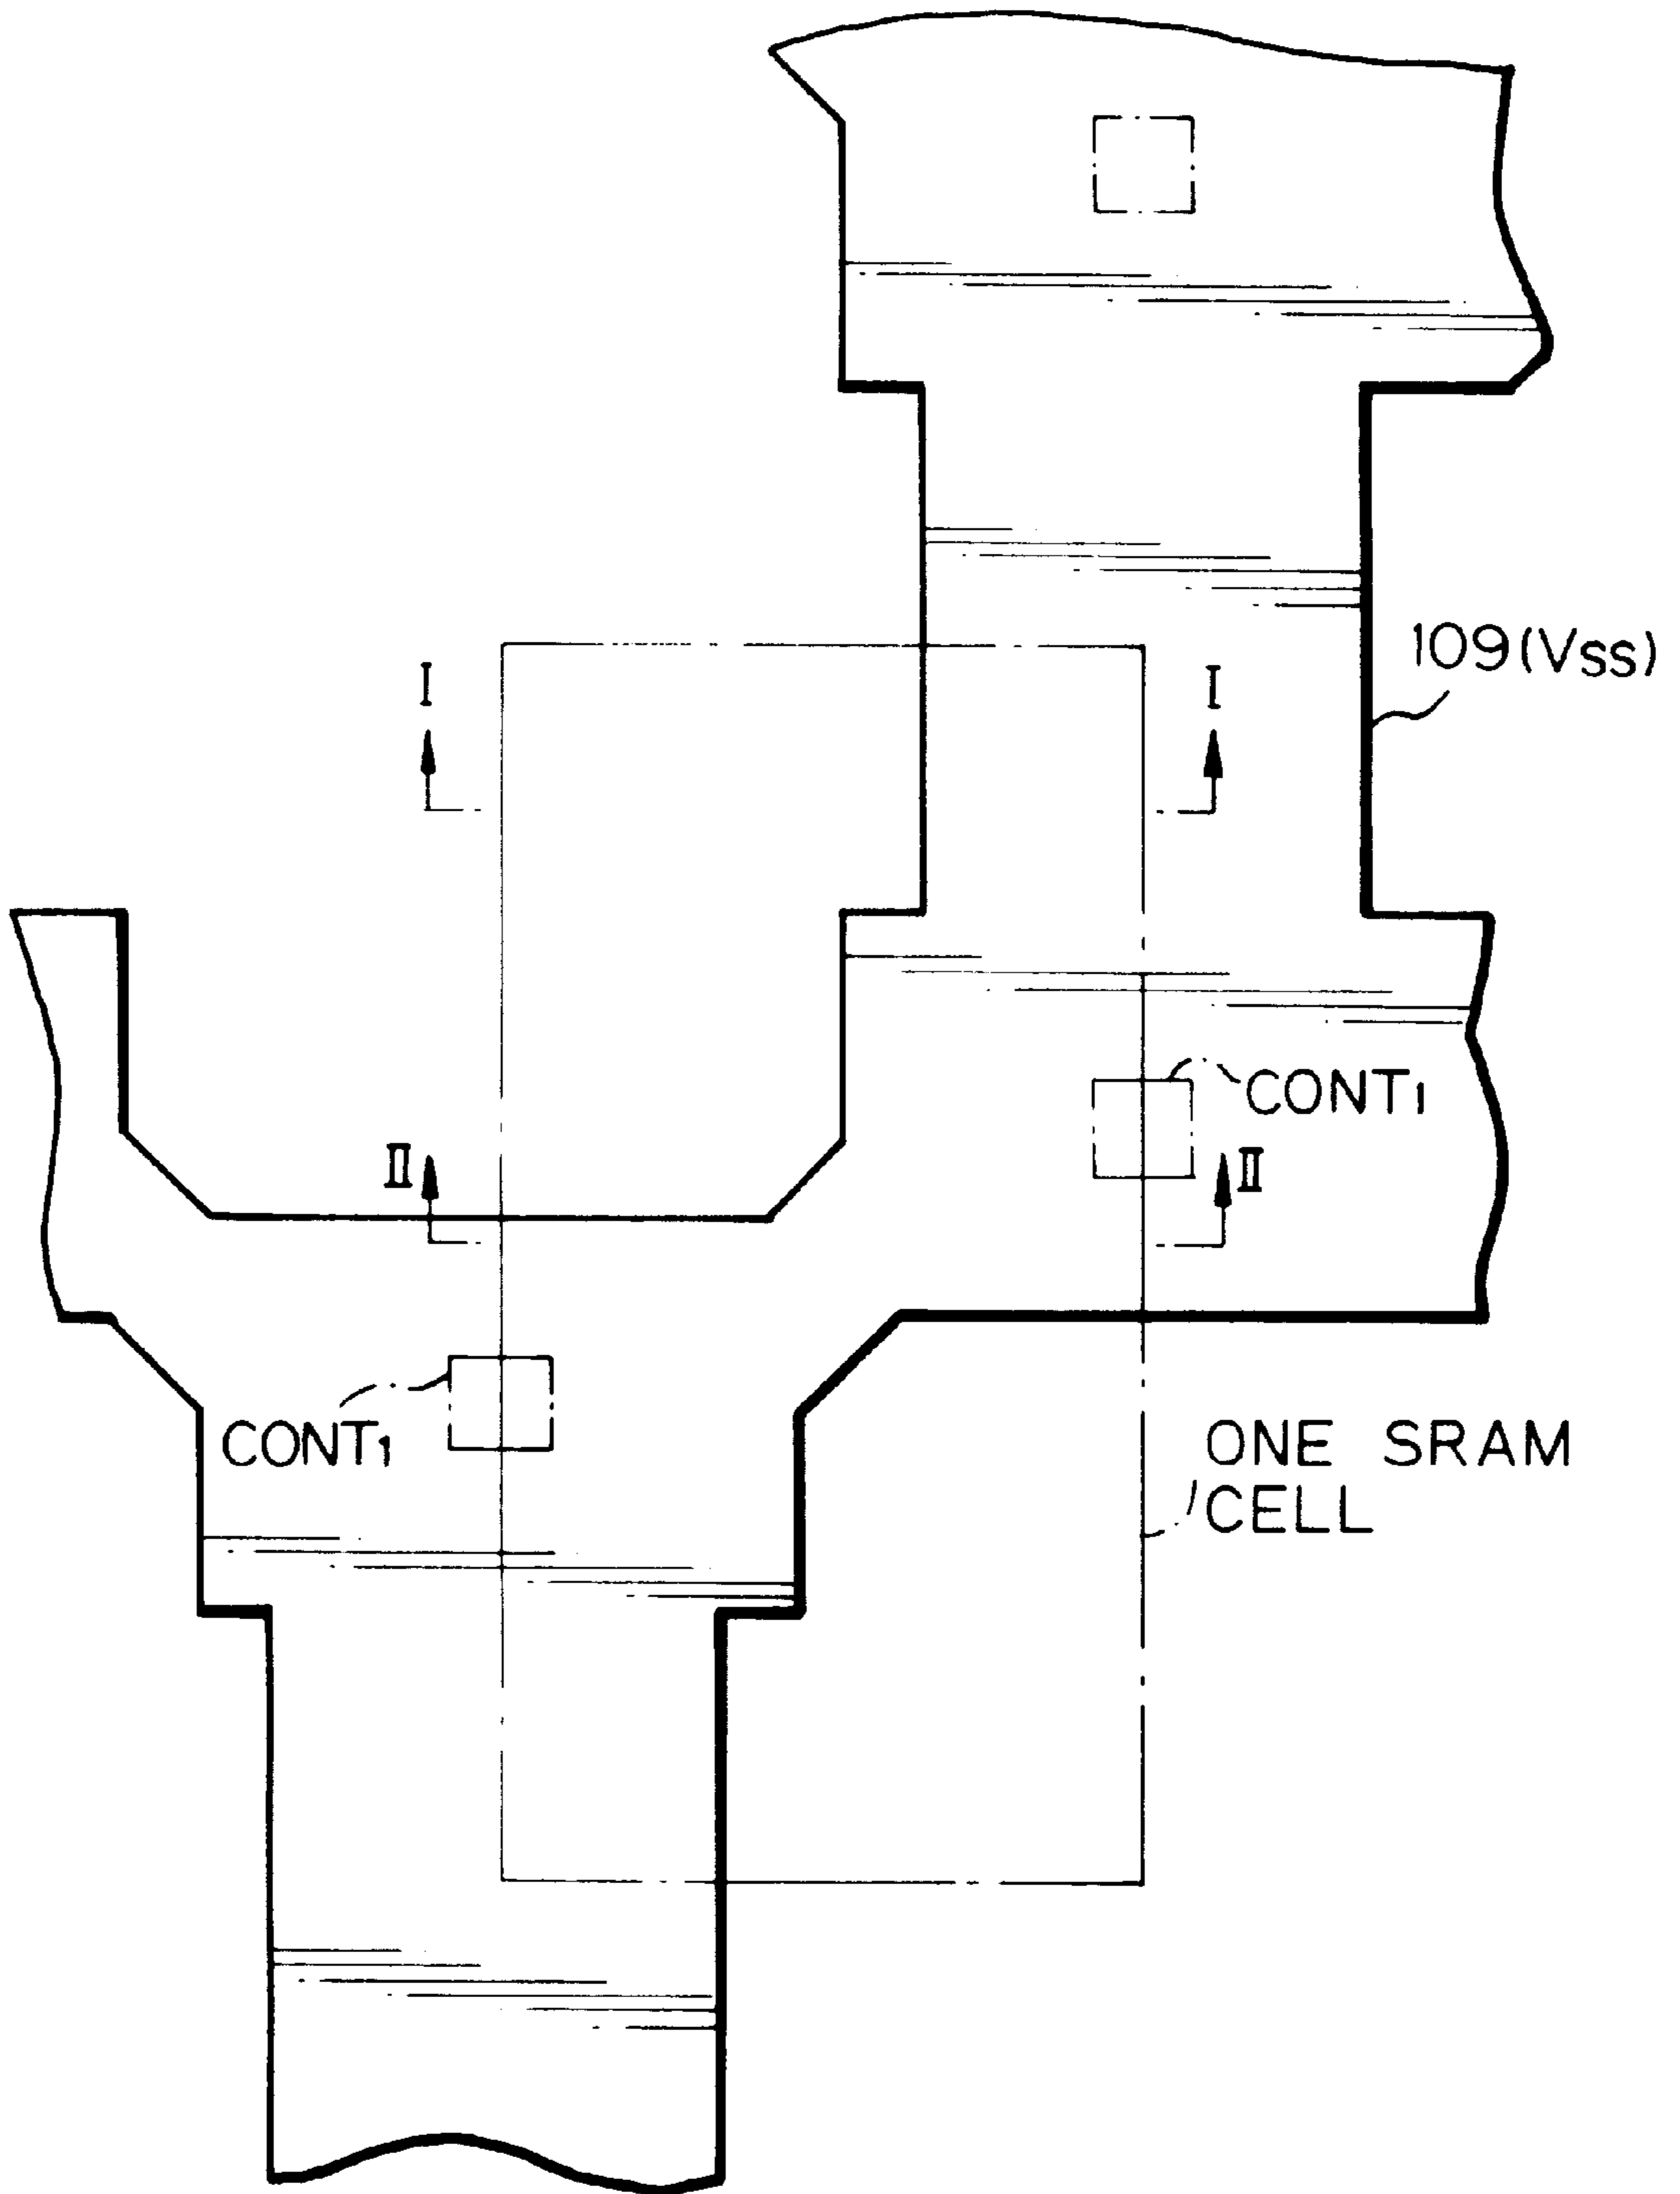 109(Vss)
I I
CONT1
II II
CONT1
ONE SRAM
CELL